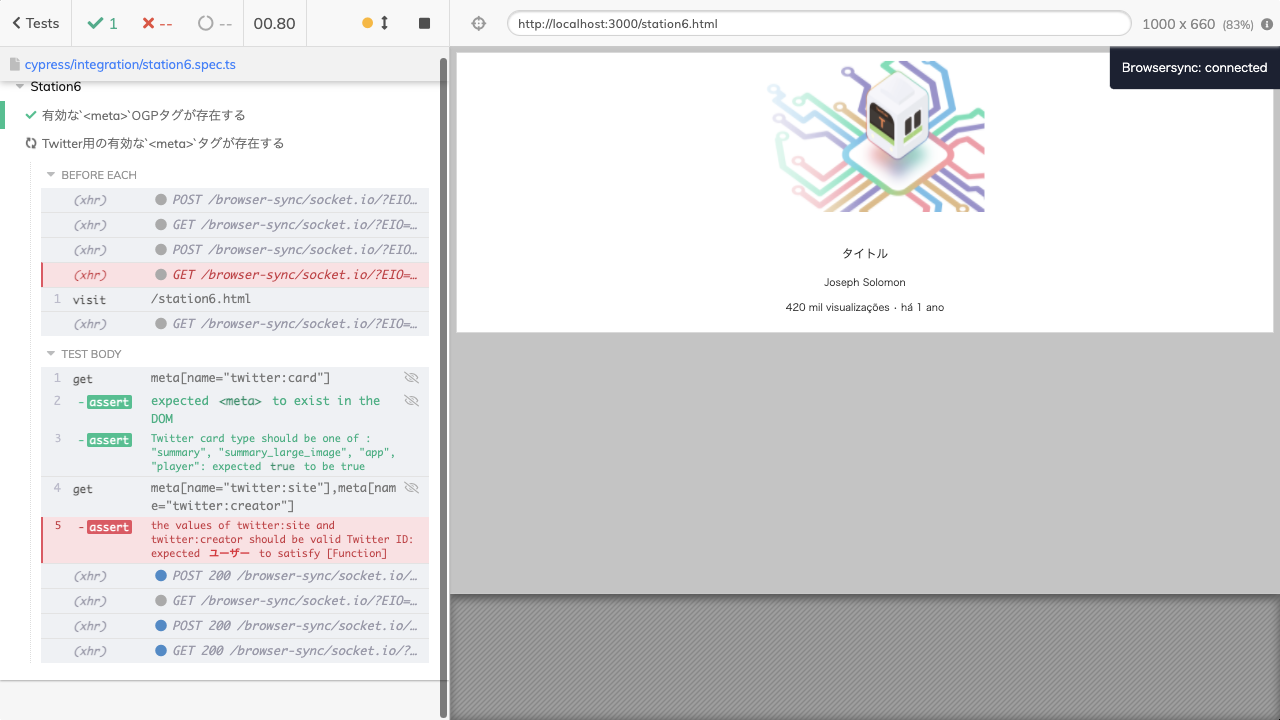 Tests
1
--
--
00.80
http://localhost:3000/station6.html
1000 x 660 (83%)
cypress/integration/station6.spec.ts
Browsersync: connected
Station6
有効な`<meta>`OGPタグが存在する
Twitter用の有効な`<meta>`タグが存在する
BEFORE EACH
(xhr) POST /browser-sync/socket.io/?EIO…
(xhr) GET /browser-sync/socket.io/?EIO=…
(xhr) POST /browser-sync/socket.io/?EIO…
(xhr) GET /browser-sync/socket.io/?EIO=…
1 visit /station6.html
(xhr) GET /browser-sync/socket.io/?EIO=…
TEST BODY
1 get meta[name="twitter:card"]
2 -assert expected <meta> to exist in the
DOM
3 -assert Twitter card type should be one of :
"summary", "summary_large_image", "app",
"player": expected true to be true
4 get meta[name="twitter:site"],meta[nam
e="twitter:creator"]
5 -assert the values of twitter:site and
twitter:creator should be valid Twitter ID:
expected ユーザー to satisfy [Function]
(xhr) POST 200 /browser-sync/socket.io/…
(xhr) GET /browser-sync/socket.io/?EIO=…
(xhr) POST 200 /browser-sync/socket.io/…
(xhr) GET 200 /browser-sync/socket.io/?…
T
タイトル
Joseph Solomon
420 mil visualizações · há 1 ano